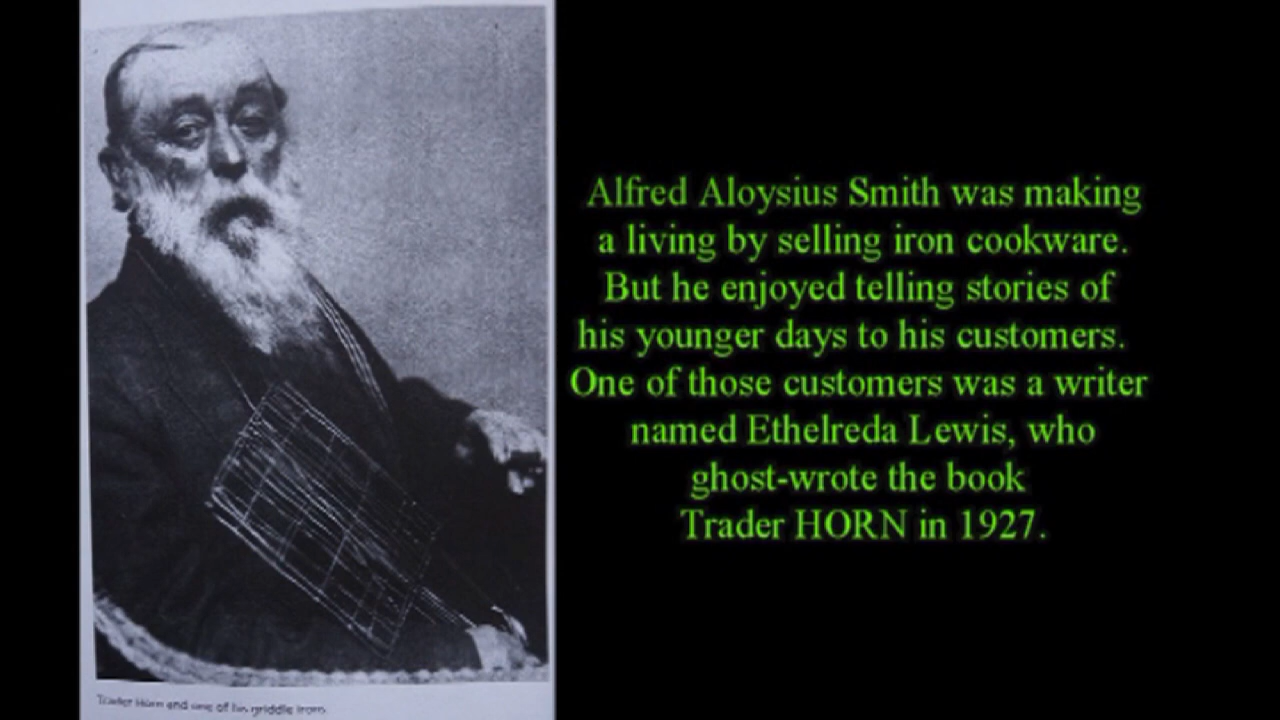 Alfred Aloysius Smith was making
a living by selling iron cookware.
But he enjoyed telling stories of
his younger days to his customers.
One of those customers was a writer
named Ethelreda Lewis, who
ghost-wrote the book
Trader HORN in 1927.
Trader Horn and one of his griddle irons.